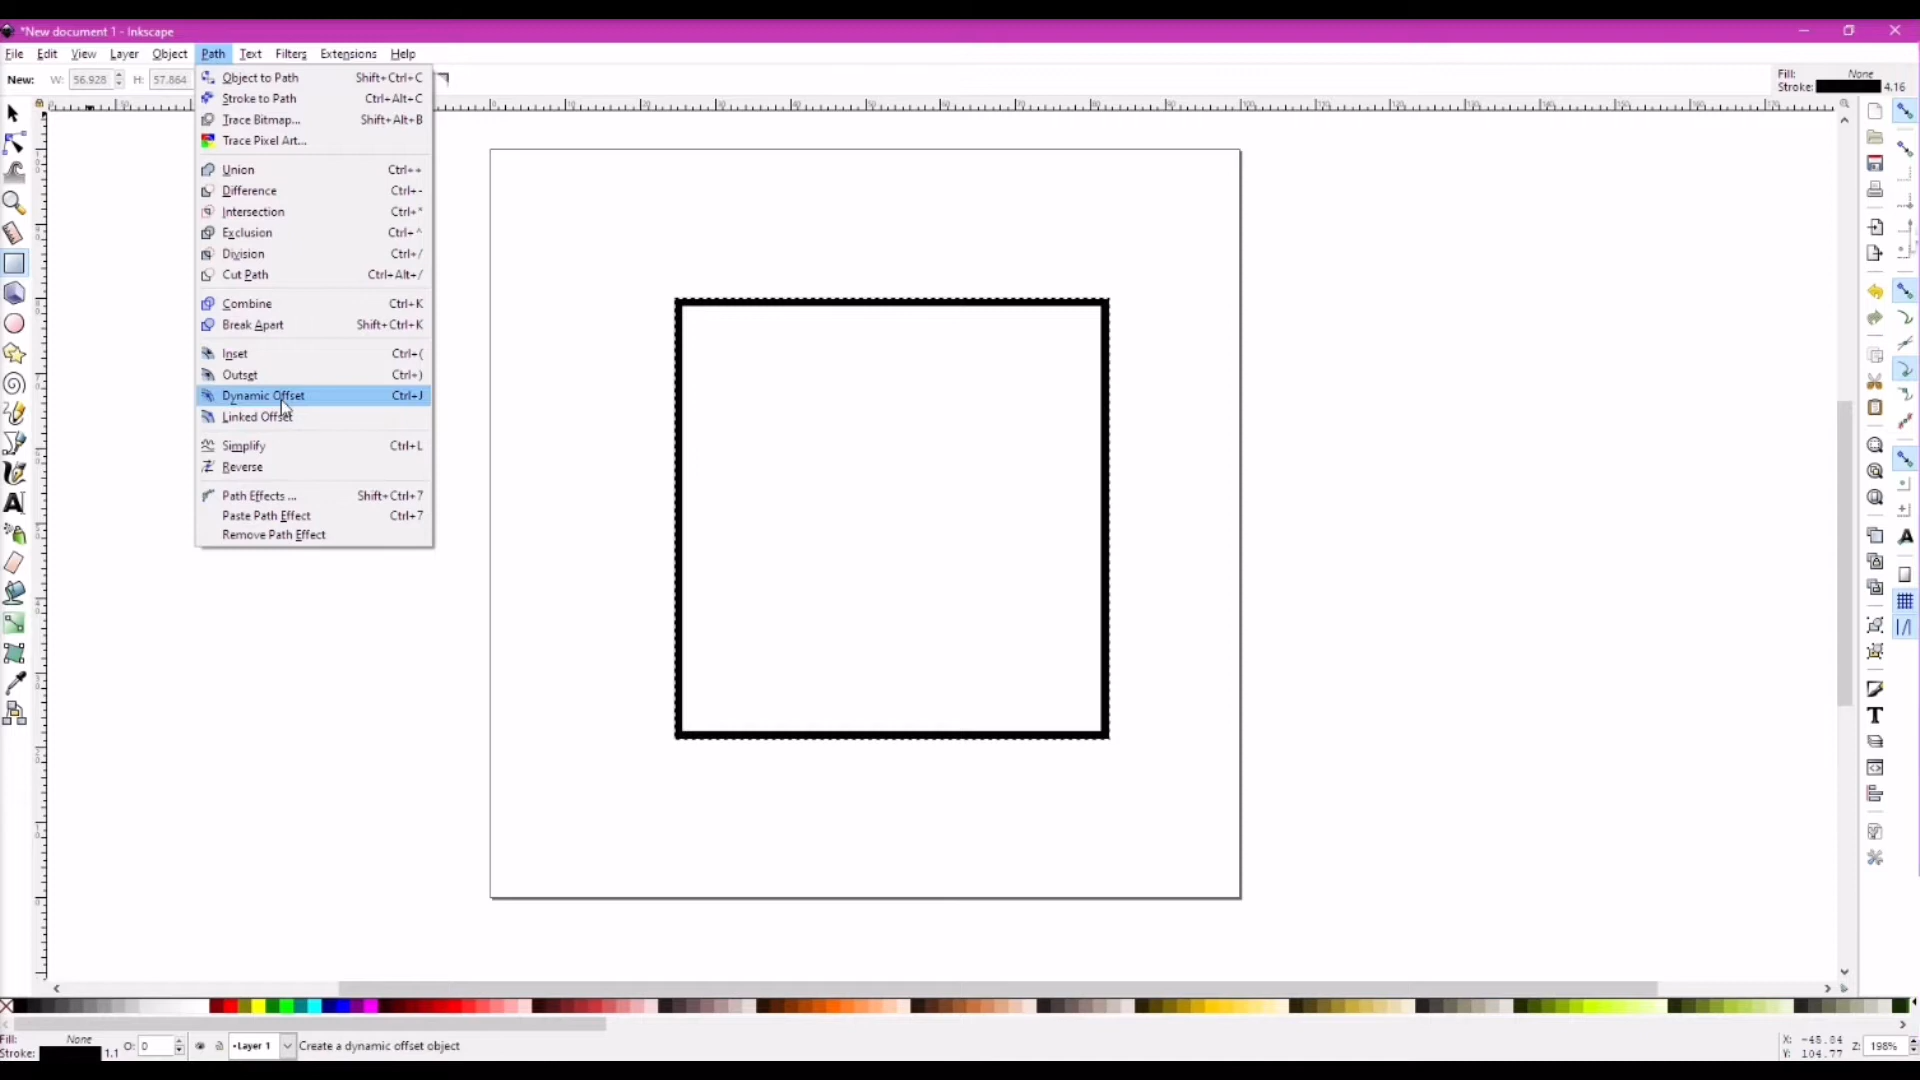 *New document 1 - Inkscape
File Edit View Layer Object Path Text Filters Extensions Help
New: W: 56.928 H: 57.864
Fill: None
Stroke: 4.16
Object to Path Shift+Ctrl+C
Stroke to Path Ctrl+Alt+C
Trace Bitmap... Shift+Alt+B
Trace Pixel Art...
Union Ctrl++
Difference Ctrl+-
Intersection Ctrl+*
Exclusion Ctrl+^
Division Ctrl+/
Cut Path Ctrl+Alt+/
Combine Ctrl+K
Break Apart Shift+Ctrl+K
Inset Ctrl+(
Outset Ctrl+)
Dynamic Offset Ctrl+J
Linked Offset
Simplify Ctrl+L
Reverse
Path Effects ... Shift+Ctrl+7
Paste Path Effect Ctrl+7
Remove Path Effect
Fill: None
Stroke: 1.1
O: 0
•Layer 1
Create a dynamic offset object
X: -45.84
Y: 104.77
Z: 198%